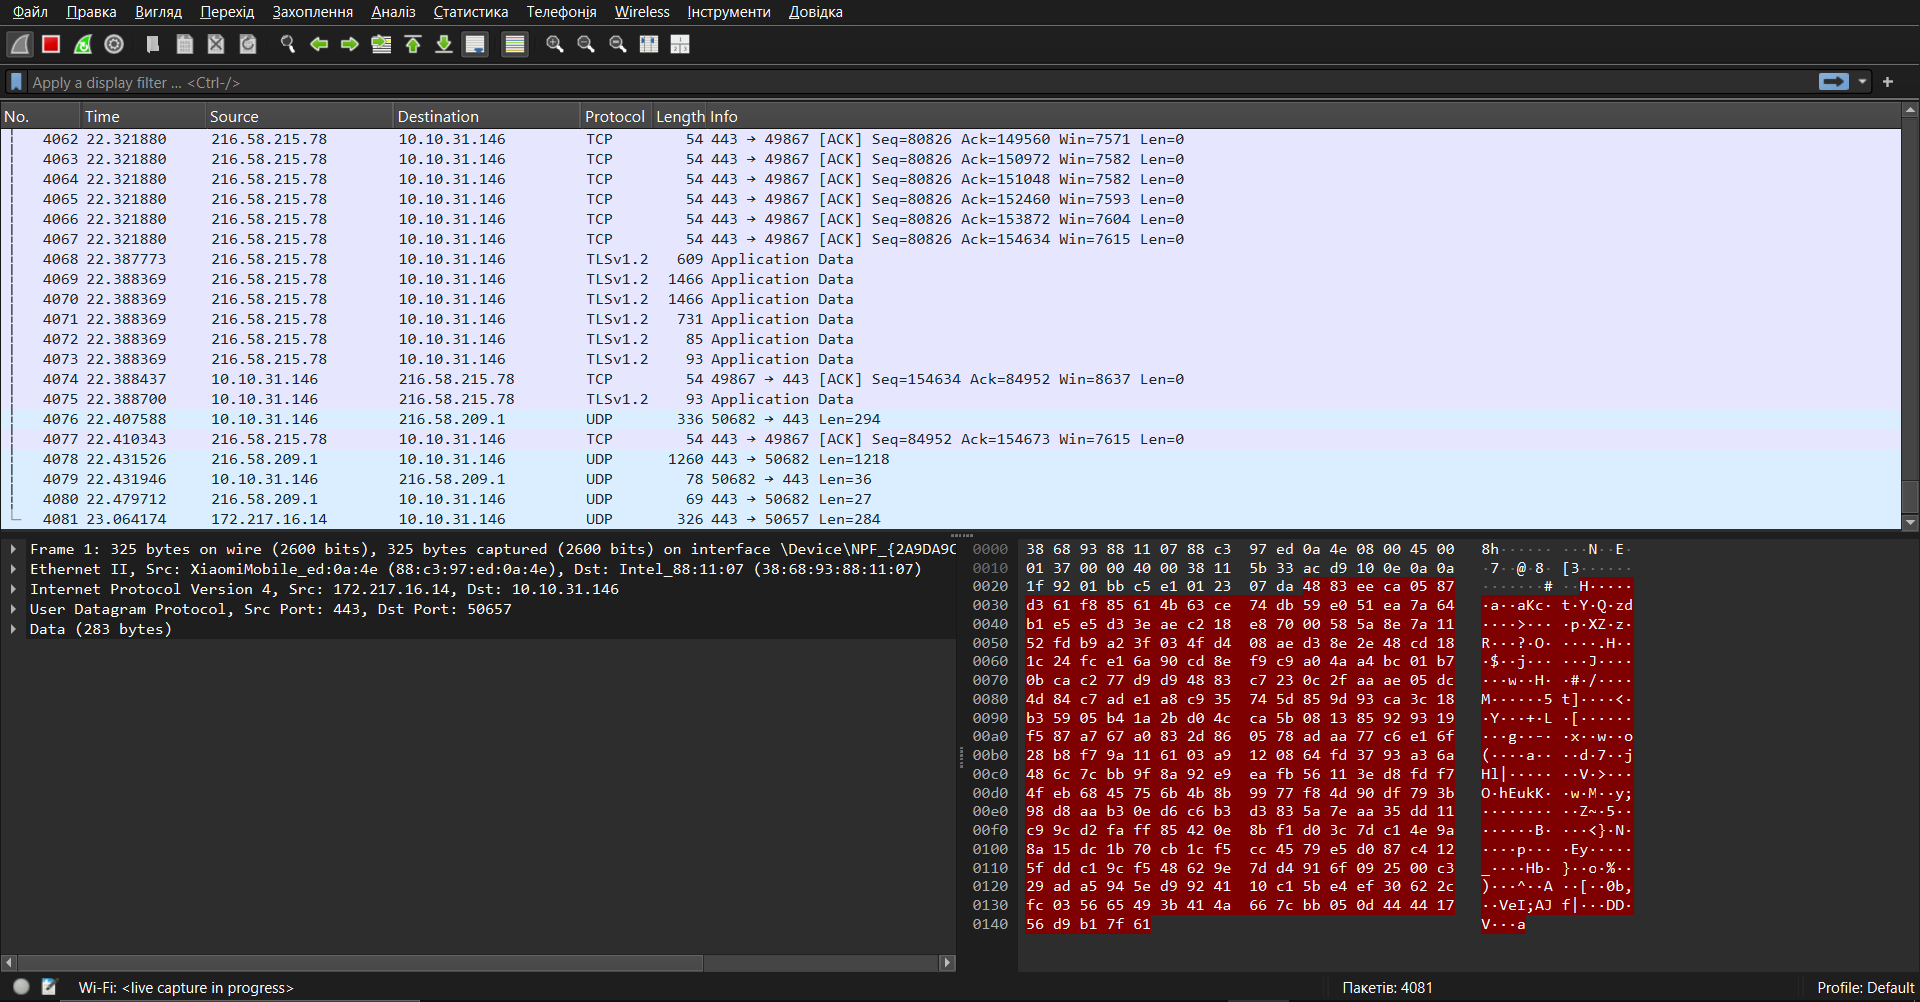 Файл Правка Вигляд Перехід Захоплення Аналіз Статистика Телефонія Wireless Інструменти Довідка
Apply a display filter … <Ctrl-/>
No. Time Source Destination Protocol Length Info
4062 22.321880 216.58.215.78 10.10.31.146 TCP 54 443 → 49867 [ACK] Seq=80826 Ack=149560 Win=7571 Len=0
4063 22.321880 216.58.215.78 10.10.31.146 TCP 54 443 → 49867 [ACK] Seq=80826 Ack=150972 Win=7582 Len=0
4064 22.321880 216.58.215.78 10.10.31.146 TCP 54 443 → 49867 [ACK] Seq=80826 Ack=151048 Win=7582 Len=0
4065 22.321880 216.58.215.78 10.10.31.146 TCP 54 443 → 49867 [ACK] Seq=80826 Ack=152460 Win=7593 Len=0
4066 22.321880 216.58.215.78 10.10.31.146 TCP 54 443 → 49867 [ACK] Seq=80826 Ack=153872 Win=7604 Len=0
4067 22.321880 216.58.215.78 10.10.31.146 TCP 54 443 → 49867 [ACK] Seq=80826 Ack=154634 Win=7615 Len=0
4068 22.387773 216.58.215.78 10.10.31.146 TLSv1.2 609 Application Data
4069 22.388369 216.58.215.78 10.10.31.146 TLSv1.2 1466 Application Data
4070 22.388369 216.58.215.78 10.10.31.146 TLSv1.2 1466 Application Data
4071 22.388369 216.58.215.78 10.10.31.146 TLSv1.2 731 Application Data
4072 22.388369 216.58.215.78 10.10.31.146 TLSv1.2 85 Application Data
4073 22.388369 216.58.215.78 10.10.31.146 TLSv1.2 93 Application Data
4074 22.388437 10.10.31.146 216.58.215.78 TCP 54 49867 → 443 [ACK] Seq=154634 Ack=84952 Win=8637 Len=0
4075 22.388700 10.10.31.146 216.58.215.78 TLSv1.2 93 Application Data
4076 22.407588 10.10.31.146 216.58.209.1 UDP 336 50682 → 443 Len=294
4077 22.410343 216.58.215.78 10.10.31.146 TCP 54 443 → 49867 [ACK] Seq=84952 Ack=154673 Win=7615 Len=0
4078 22.431526 216.58.209.1 10.10.31.146 UDP 1260 443 → 50682 Len=1218
4079 22.431946 10.10.31.146 216.58.209.1 UDP 78 50682 → 443 Len=36
4080 22.479712 216.58.209.1 10.10.31.146 UDP 69 443 → 50682 Len=27
4081 23.064174 172.217.16.14 10.10.31.146 UDP 326 443 → 50657 Len=284
Frame 1: 325 bytes on wire (2600 bits), 325 bytes captured (2600 bits) on interface \Device\NPF_{2A9DA9C
Ethernet II, Src: XiaomiMobile_ed:0a:4e (88:c3:97:ed:0a:4e), Dst: Intel_88:11:07 (38:68:93:88:11:07)
Internet Protocol Version 4, Src: 172.217.16.14, Dst: 10.10.31.146
User Datagram Protocol, Src Port: 443, Dst Port: 50657
Data (283 bytes)
0000 38 68 93 88 11 07 88 c3 97 ed 0a 4e 08 00 45 00 8h······ ···N··E·
0010 01 37 00 00 40 00 38 11 5b 33 ac d9 10 0e 0a 0a ·7··@·8· [3······
0020 1f 92 01 bb c5 e1 01 23 07 da 48 83 ee ca 05 87 ·······# ··H·····
0030 d3 61 f8 85 61 4b 63 ce 74 db 59 e0 51 ea 7a 64 ·a··aKc· t·Y·Q·zd
0040 b1 e5 e5 d3 3e ae c2 18 e8 70 00 58 5a 8e 7a 11 ····>··· ·p·XZ·z·
0050 52 fd b9 a2 3f 03 4f d4 08 ae d3 8e 2e 48 cd 18 R···?·O· ·····.H··
0060 1c 24 fc e1 6a 90 cd 8e f9 c9 a0 4a a4 bc 01 b7 ·$··j··· ···J····
0070 0b ca c2 77 d9 d9 48 83 c7 23 0c 2f aa ae 05 dc ···w··H· ·#·/····
0080 4d 84 c7 ad e1 a8 c9 35 74 5d 85 9d 93 ca 3c 18 M······5 t]····<·
0090 b3 59 05 b4 1a 2b d0 4c ca 5b 08 13 85 92 93 19 ·Y···+·L ·[······
00a0 f5 87 a7 67 a0 83 2d 86 05 78 ad aa 77 c6 e1 6f ···g··-· ·x··w··o
00b0 28 b8 f7 9a 11 61 03 a9 12 08 64 fd 37 93 a3 6a (····a·· ··d·7··j
00c0 48 6c 7c bb 9f 8a 92 e9 ea fb 56 11 3e d8 fd f7 Hl|····· ··V·>···
00d0 4f eb 68 45 75 6b 4b 8b 99 77 f8 4d 90 df 79 3b O·hEukK· ·w·M··y;
00e0 98 d8 aa b3 0e d6 c6 b3 d3 83 5a 7e aa 35 dd 11 ········ ··Z~·5··
00f0 c9 9c d2 fa ff 85 42 0e 8b f1 d0 3c 7d c1 4e 9a ······B· ···<}·N·
0100 8a 15 dc 1b 70 cb 1c f5 cc 45 79 e5 d0 87 c4 12 ····p··· ·Ey·····
0110 5f dd c1 9c f5 48 62 9e 7d d4 91 6f 09 25 00 c3 _····Hb· }··o·%··
0120 29 ad a5 94 5e d9 92 41 10 c1 5b e4 ef 30 62 2c )···^··A ··[··0b,
0130 fc 03 56 65 49 3b 41 4a 66 7c bb 05 0d 44 44 17 ··VeI;AJ f|···DD·
0140 56 d9 b1 7f 61 V···a
Wi-Fi: <live capture in progress> Пакетів: 4081 Profile: Default